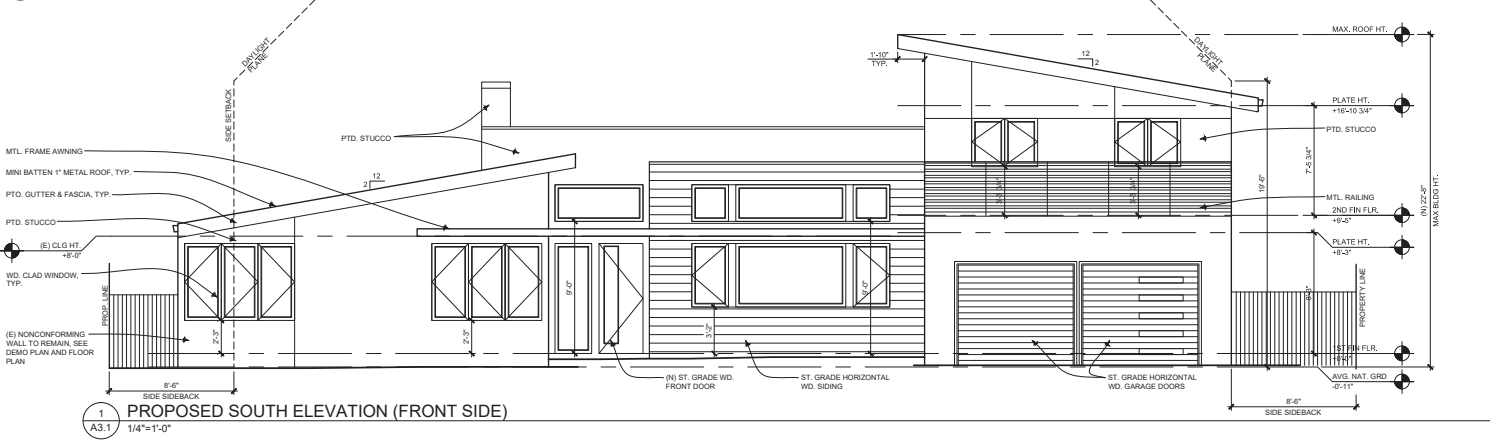 MAX. ROOF HT.
DAYLIGHT
PLANE
DAYLIGHT
PLANE
12
2
1'-10"
TYP.
PLATE HT.
+16'-10 3/4"
SIDE SETBACK
PTD. STUCCO
PTD. STUCCO
MTL. FRAME AWNING
MINI BATTEN 1" METAL ROOF, TYP.
12
2
7'-5 3/4"
19'-6"
(N) 22'-8"
MAX BLDG HT.
PTO. GUTTER & FASCIA, TYP.
MTL. RAILING
PTD. STUCCO
2ND FIN FLR.
+9'-5"
(E) CLG HT.
+8'-0"
PLATE HT.
+8'-3"
WD. CLAD WINDOW,
TYP.
9'-0"
9'-0"
8'-3"
PROP. LINE
PROPERTY LINE
(E) NONCONFORMING
WALL TO REMAIN, SEE
DEMO PLAN AND FLOOR
PLAN
2'-3"
2'-3"
3'-2"
1ST FIN FLR.
+0'-0"
(N) ST. GRADE WD.
FRONT DOOR
ST. GRADE HORIZONTAL
WD. SIDING
ST. GRADE HORIZONTAL
WD. GARAGE DOORS
AVG. NAT. GRD
-0'-11"
8'-6"
SIDE SIDEBACK
8'-6"
SIDE SIDEBACK
1
A3.1
PROPOSED SOUTH ELEVATION (FRONT SIDE)
1/4"=1'-0"